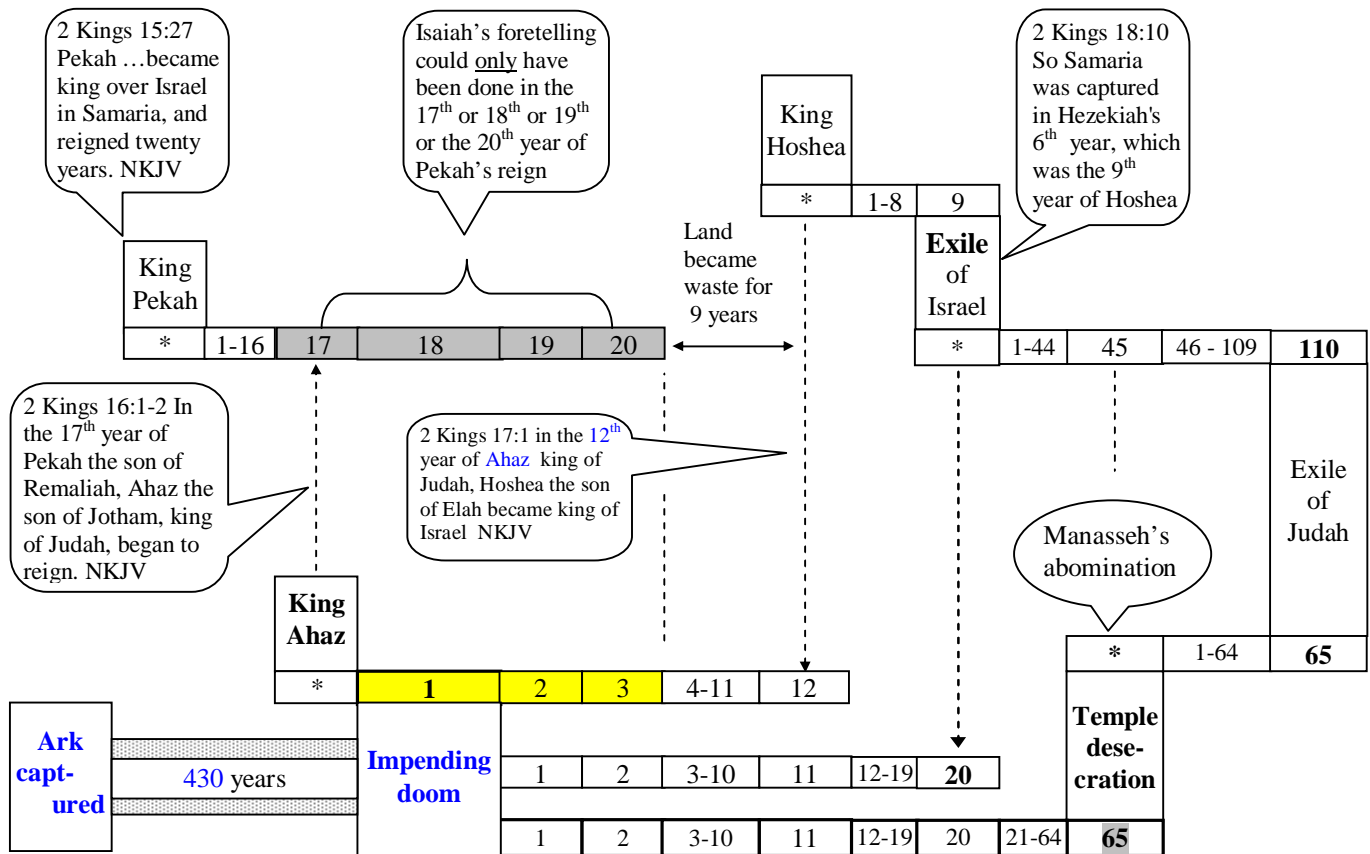 2 Kings 15:27
Pekah …became
king over Israel
in Samaria, and
reigned twenty
years. NKJV
Isaiah's foretelling
could only have
been done in the
17th or 18th or 19th
or the 20th year of
Pekah's reign
King
Hoshea
* 1-8 9
2 Kings 18:10
So Samaria
was captured
in Hezekiah's
6th year, which
was the 9th
year of Hoshea
King
Pekah
* 1-16 17 18 19 20
Land
became
waste for
9 years
Exile
of
Israel
* 1-44 45 46 - 109 110
2 Kings 16:1-2 In
the 17th year of
Pekah the son of
Remaliah, Ahaz the
son of Jotham, king
of Judah, began to
reign. NKJV
2 Kings 17:1 in the 12th
year of Ahaz king of
Judah, Hoshea the son
of Elah became king of
Israel NKJV
Exile
of
Judah
Manasseh's
abomination
King
Ahaz
* 1 2 3 4-11 12
* 1-64 65
Ark
capt-
ured
430 years
Impending
doom
1 2 3-10 11 12-19 20
Temple
dese-
cration
1 2 3-10 11 12-19 20 21-64 65